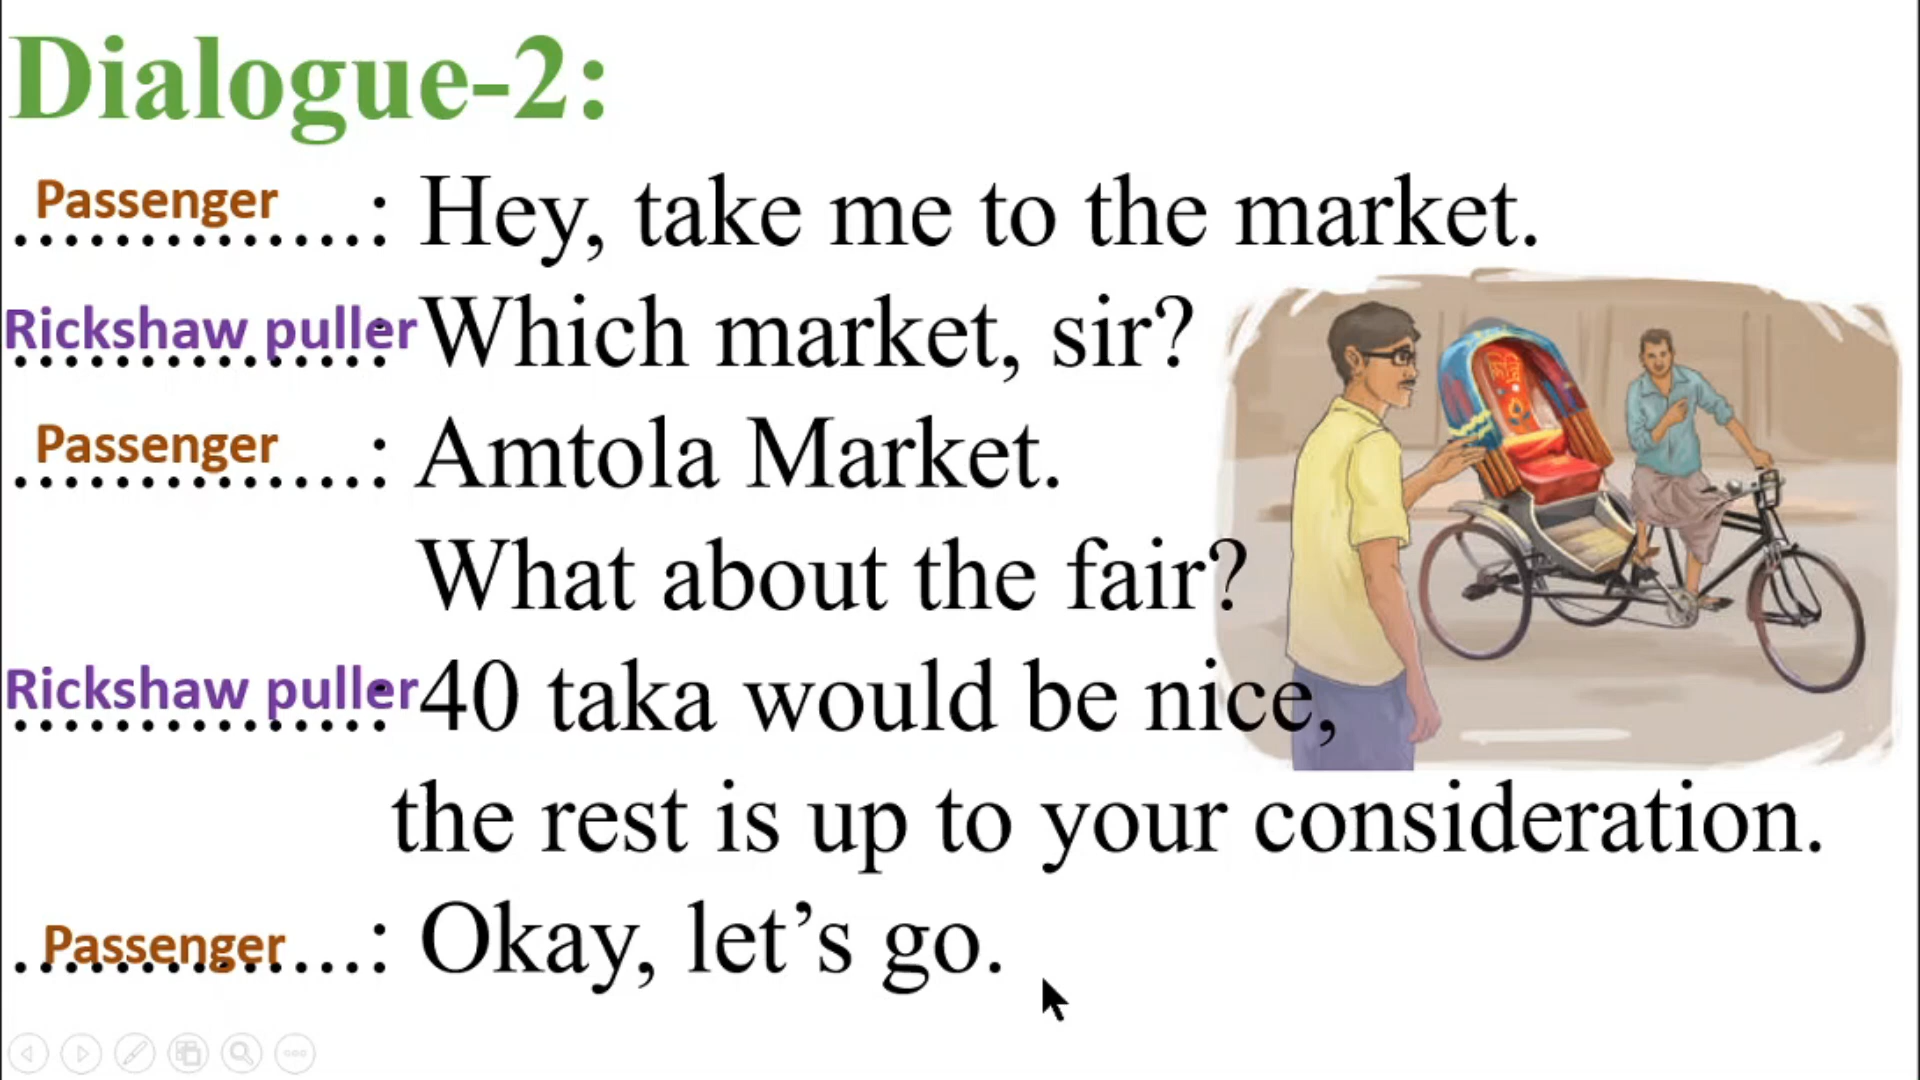 Dialogue-2:
Passenger ..............: Hey, take me to the market.
Rickshaw puller ..............: Which market, sir?
Passenger ..............: Amtola Market.
What about the fair?
Rickshaw puller ..............: 40 taka would be nice,
the rest is up to your consideration.
Passenger ..............: Okay, let’s go.